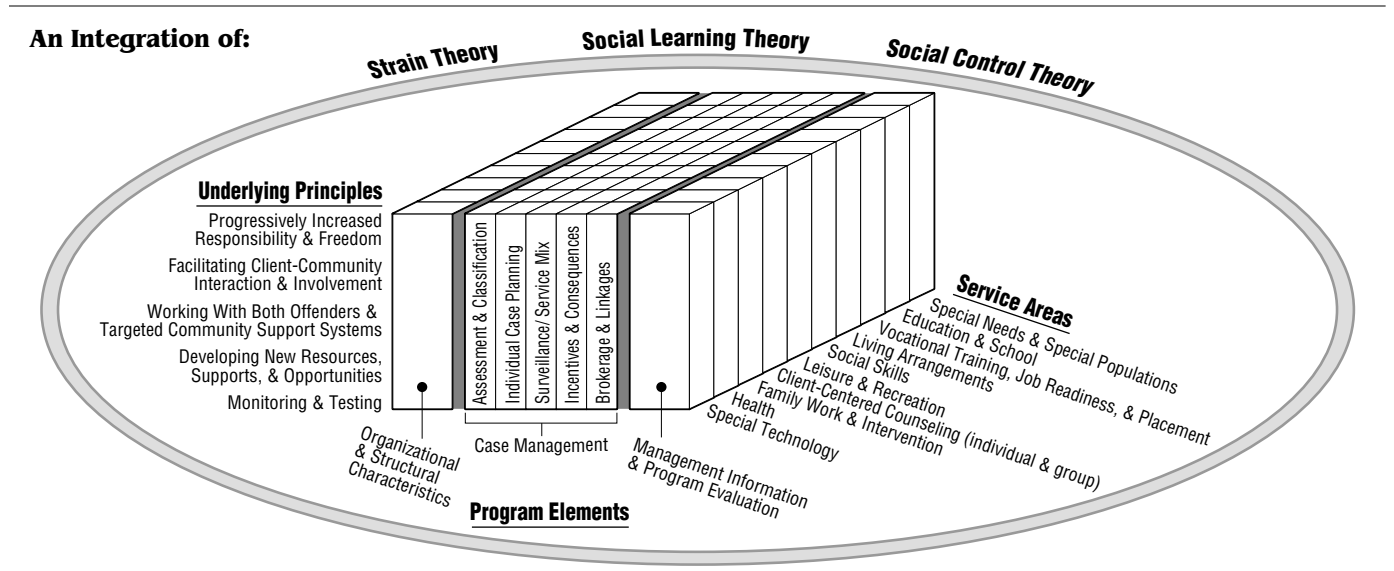 An Integration of:
Strain Theory
Social Learning Theory
Social Control Theory
Underlying Principles
Progressively Increased
Responsibility & Freedom
Facilitating Client-Community
Interaction & Involvement
Working With Both Offenders &
Targeted Community Support Systems
Developing New Resources,
Supports, & Opportunities
Monitoring & Testing
Assessment & Classification
Individual Case Planning
Surveillance/ Service Mix
Incentives & Consequences
Brokerage & Linkages
Organizational
& Structural
Characteristics
Case Management
Management Information
& Program Evaluation
Program Elements
Service Areas
Special Needs & Special Populations
Education & School
Vocational Training, Job Readiness, & Placement
Living Arrangements
Social Skills
Leisure & Recreation
Client-Centered Counseling (individual & group)
Family Work & Intervention
Health
Special Technology